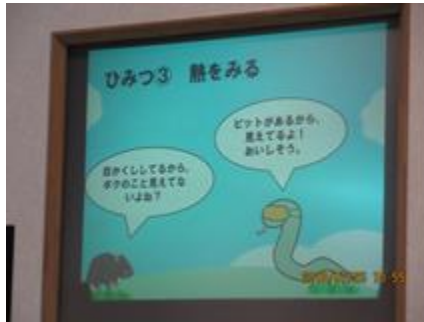 ひみつ③ 熱をみる
ピットがあるから、
見えてるよ！
おいしそう。
目かくししてるから、
ボクのこと見えてな
いよね？